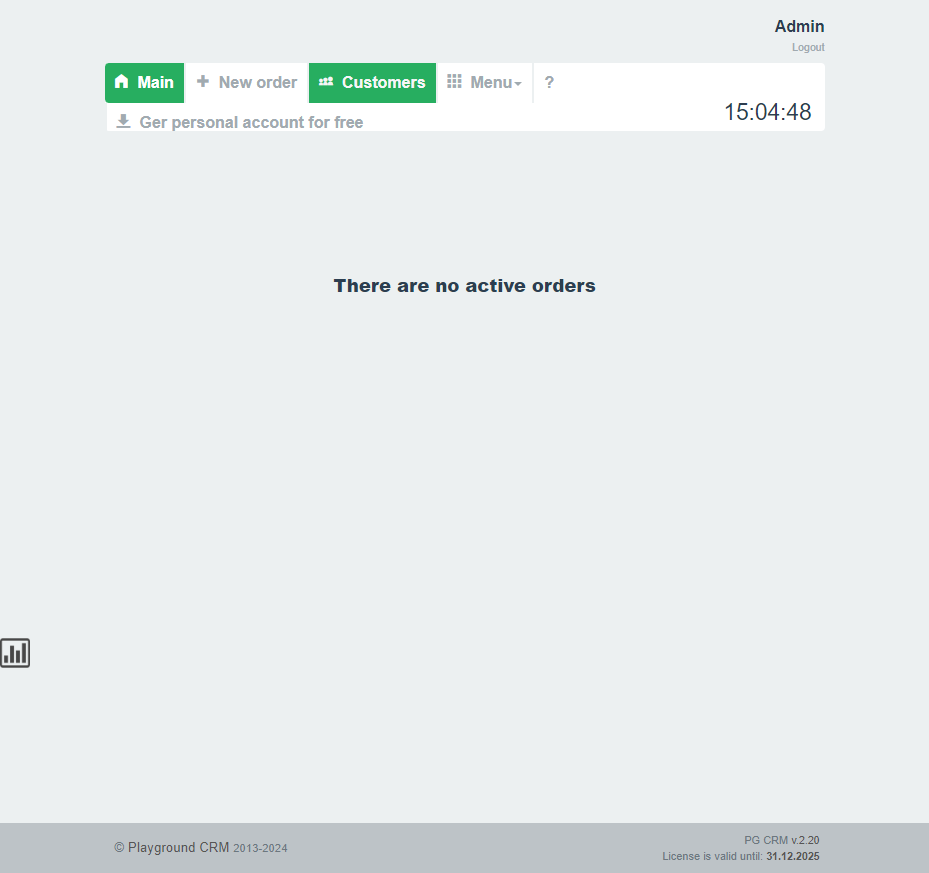 Admin
Logout
Main New order Customers Menu ?
Ger personal account for free
15:04:48
There are no active orders
© Playground CRM 2013-2024
PG CRM v.2.20
License is valid until: 31.12.2025